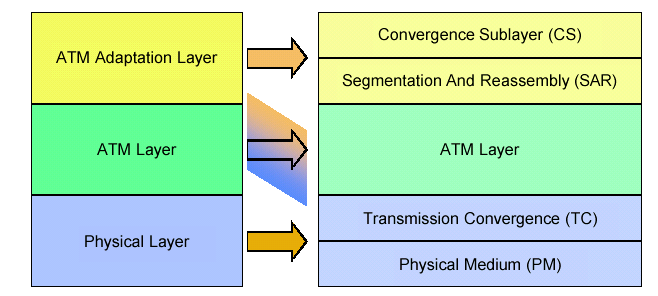 ATM Adaptation Layer
ATM Layer
Physical Layer
Convergence Sublayer (CS)
Segmentation And Reassembly (SAR)
ATM Layer
Transmission Convergence (TC)
Physical Medium (PM)